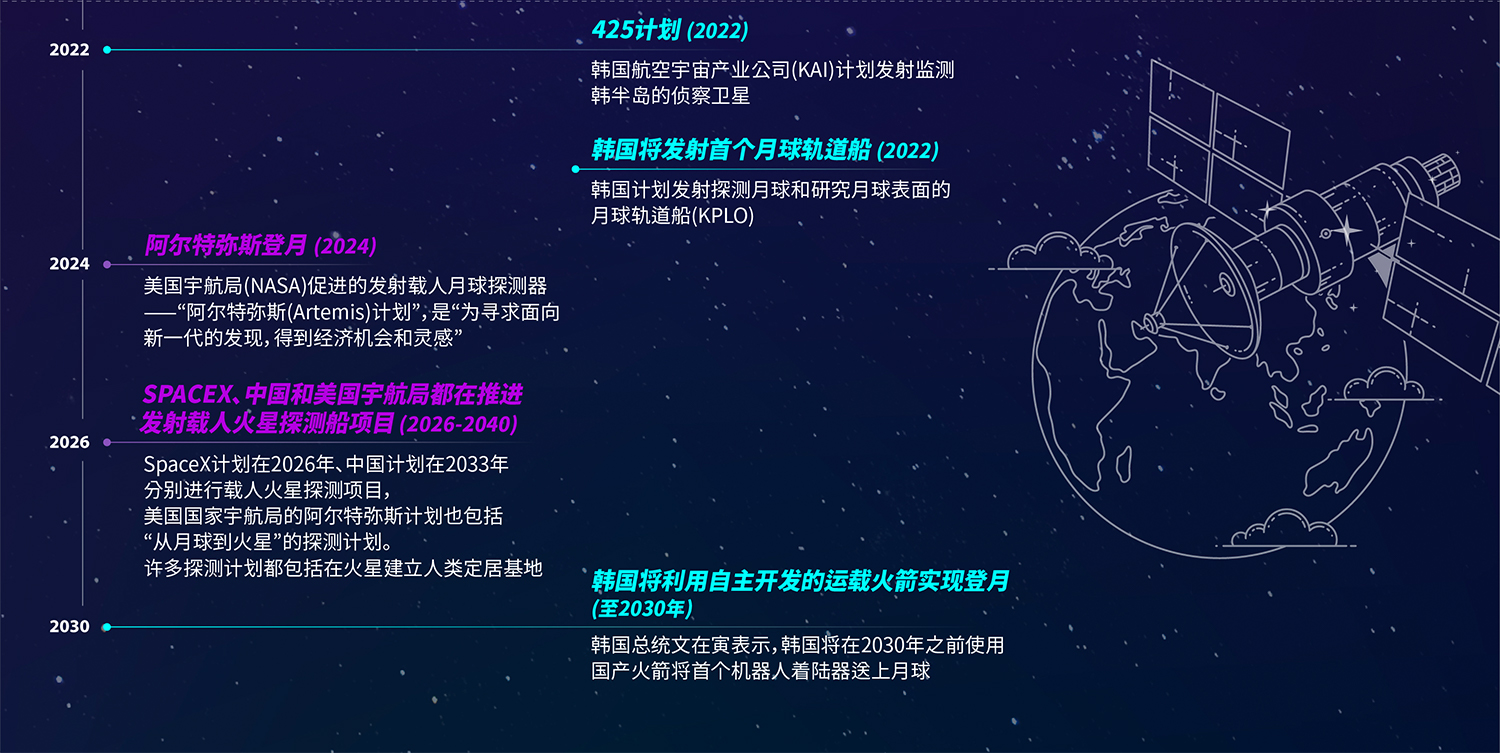 2022
425计划 (2022)
韩国航空宇宙产业公司(KAI)计划发射监测
韩半岛的侦察卫星
韩国将发射首个月球轨道船 (2022)
韩国计划发射探测月球和研究月球表面的
月球轨道船(KPLO)
2024
阿尔特弥斯登月 (2024)
美国宇航局(NASA)促进的发射载人月球探测器
——“阿尔特弥斯(Artemis)计划”，是“为寻求面向
新一代的发现，得到经济机会和灵感”
2026
SPACEX、中国和美国宇航局都在推进
发射载人火星探测船项目 (2026-2040)
SpaceX计划在2026年、中国计划在2033年
分别进行载人火星探测项目，
美国国家宇航局的阿尔特弥斯计划也包括
“从月球到火星”的探测计划。
许多探测计划都包括在火星建立人类定居基地
2030
韩国将利用自主开发的运载火箭实现登月
(至2030年)
韩国总统文在寅表示，韩国将在2030年之前使用
国产火箭将首个机器人着陆器送上月球